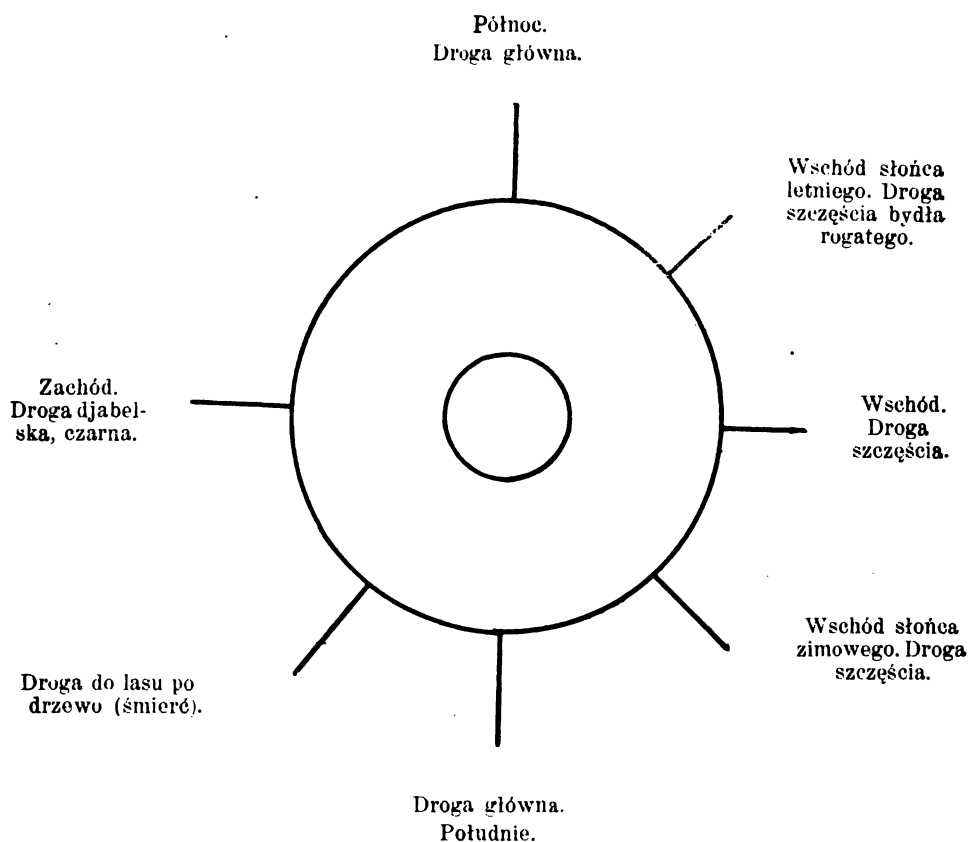 Północ.
Droga główna.
Wschód słońca
letniego. Droga
szczęścia bydła
rogatego.
Zachód.
Droga djabel-
ska, czarna.
Wschód.
Droga
szczęścia.
Wschód słońca
zimowego. Droga
szczęścia.
Droga do lasu po
drzewo (śmierć).
Droga główna.
Południe.